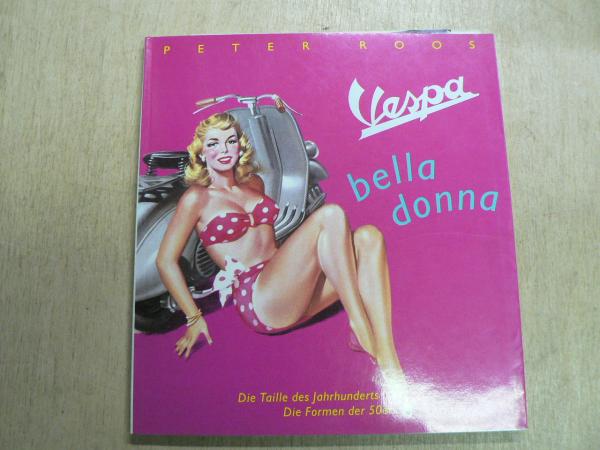 PETER ROOS
Vespa
bella
donna
Die Taille des Jahrhunderts
Die Formen der 50er